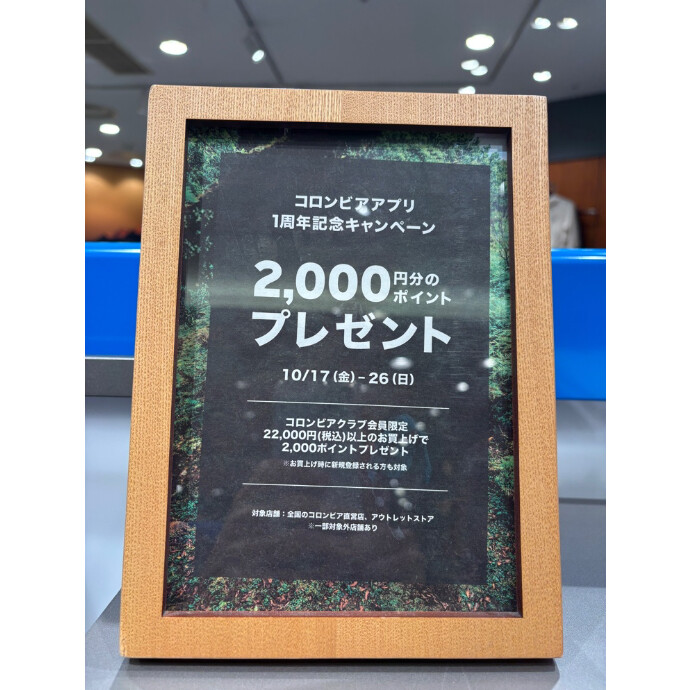 コロンビアアプリ
1周年記念キャンペーン
2,000円分の
ポイント
プレゼント
10/17(金)–26(日)
コロンビアクラブ会員限定
22,000円(税込)以上のお買上げで
2,000ポイントプレゼント
※お買上げ時に新規登録される方も対象
対象店舗：全国のコロンビア直営店、アウトレットストア
※一部対象外店舗あり